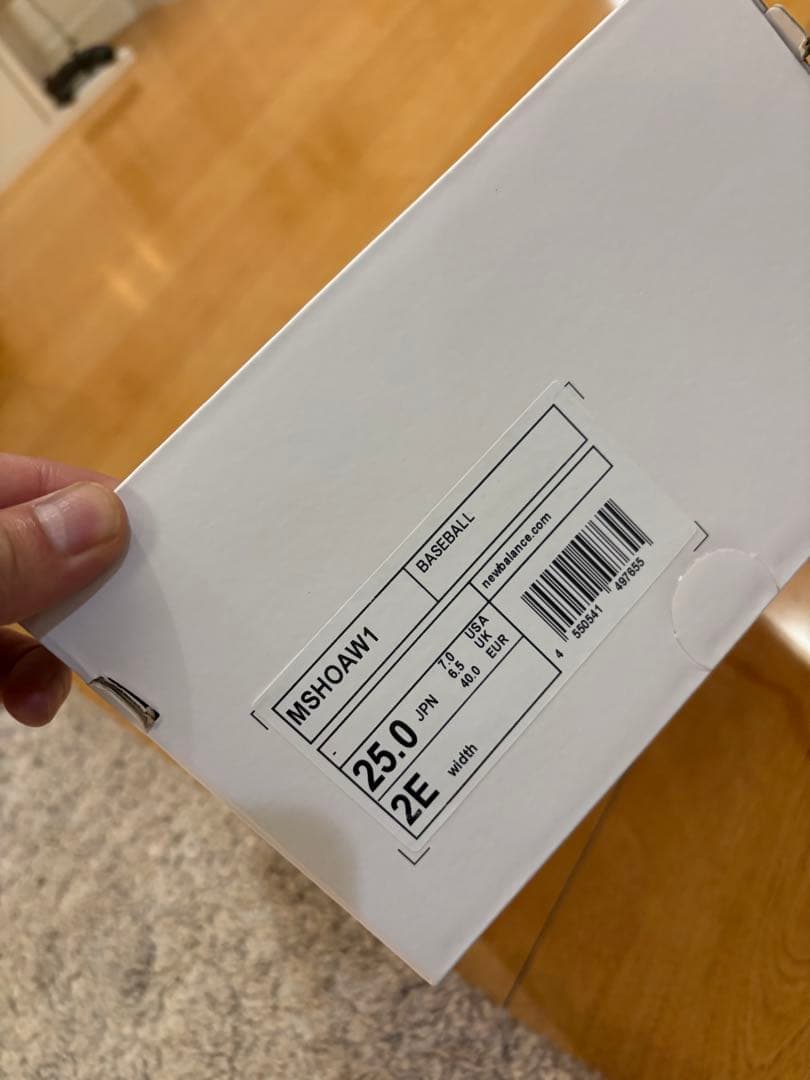 MSHOAW1 BASEBALL
-
25.0 JPN
7.0 USA
6.5 UK
40.0 EUR
2E width
newbalance.com
4 550541 497655